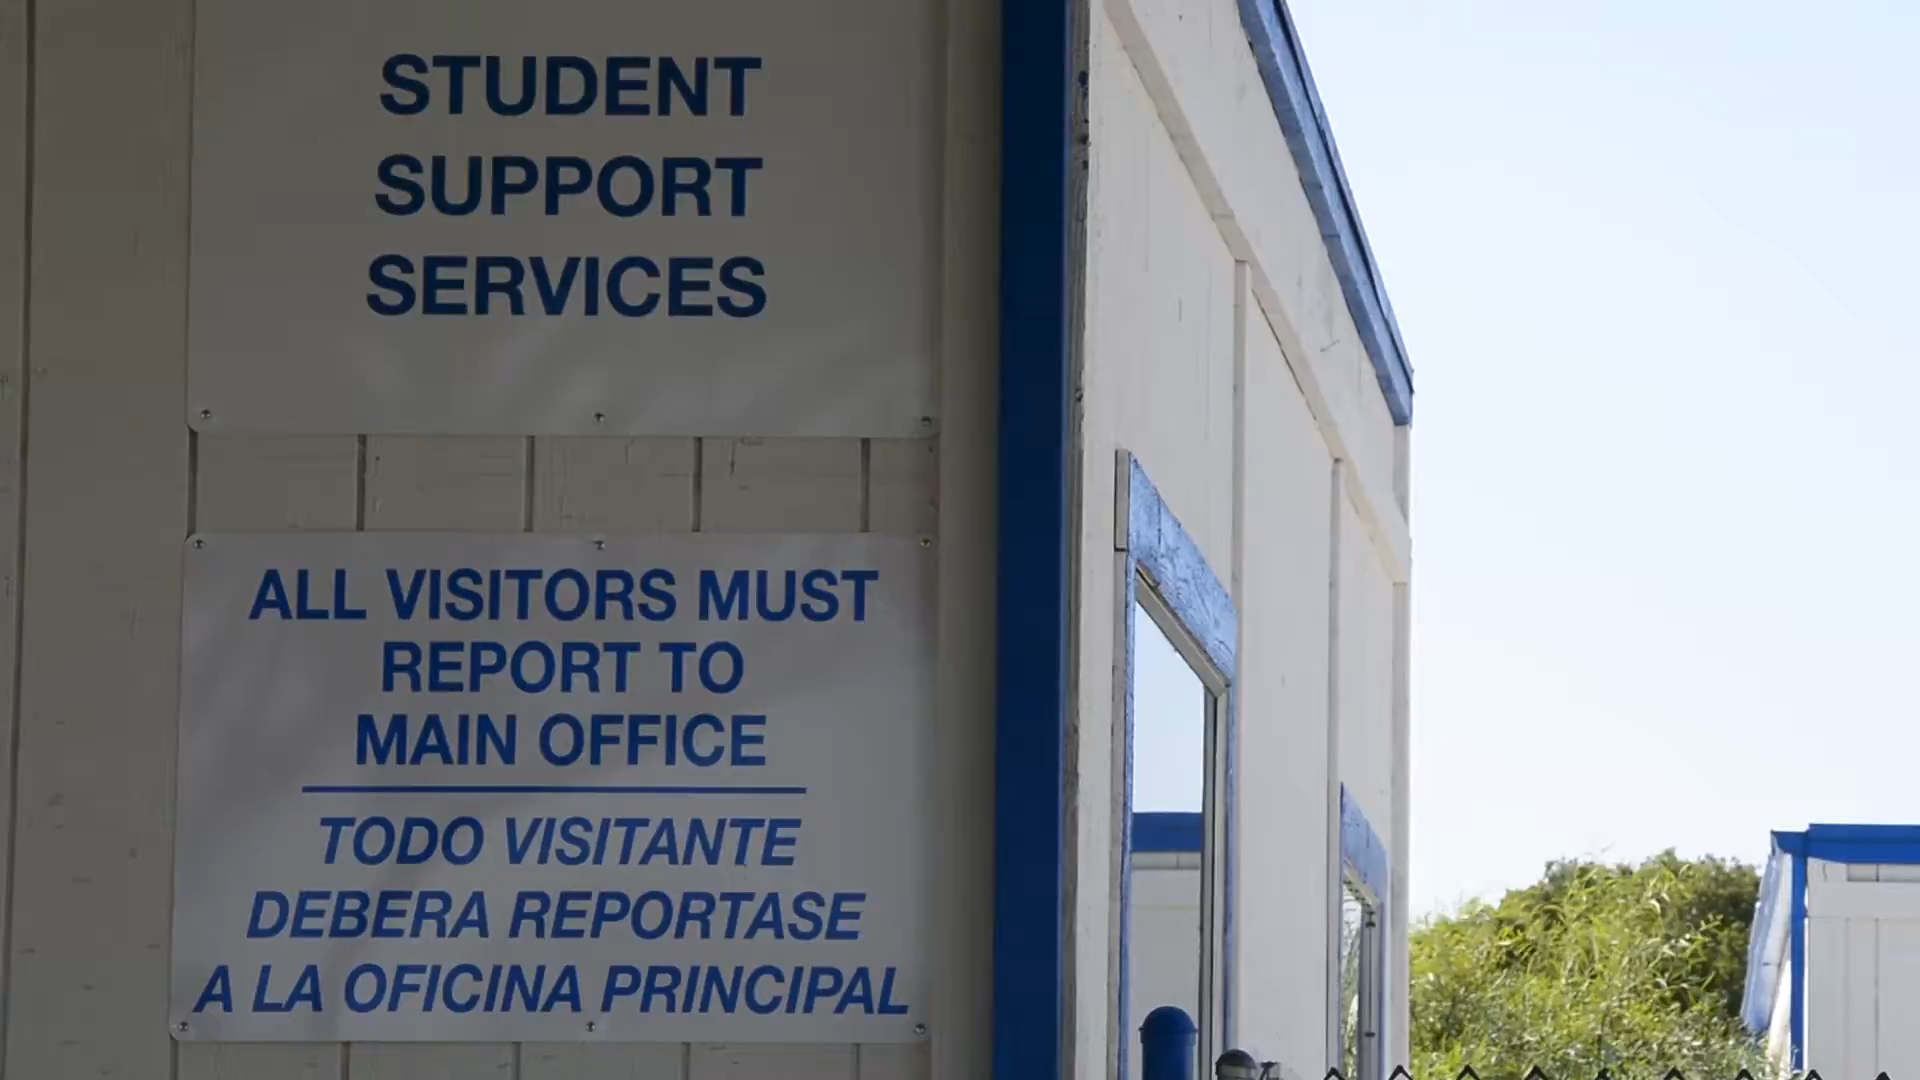 STUDENT
SUPPORT
SERVICES
ALL VISITORS MUST
REPORT TO
MAIN OFFICE
TODO VISITANTE
DEBERA REPORTASE
A LA OFICINA PRINCIPAL